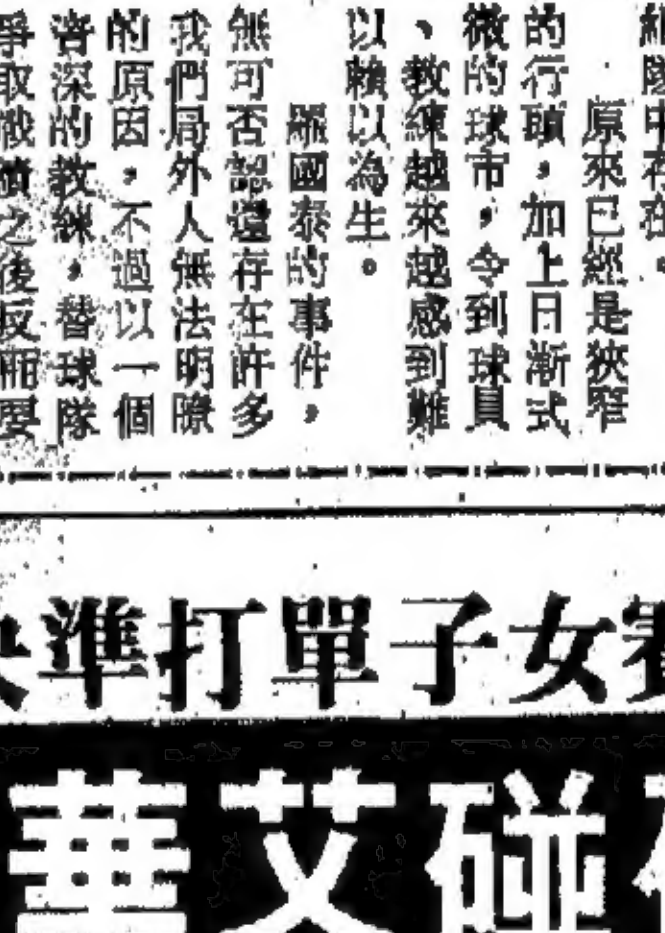 隊中存在。
原來已經是狹窄
的行頭，加上日漸式
微的球市，令到球員
、教練越來越感到難
以賴以為生。
羅國泰的事件，
無可否認還存在許多
我們局外人無法明瞭
的原因，不過以一個
資深的教練，替球隊
爭取戰績之後反要
賽女子單打準決
碰艾華